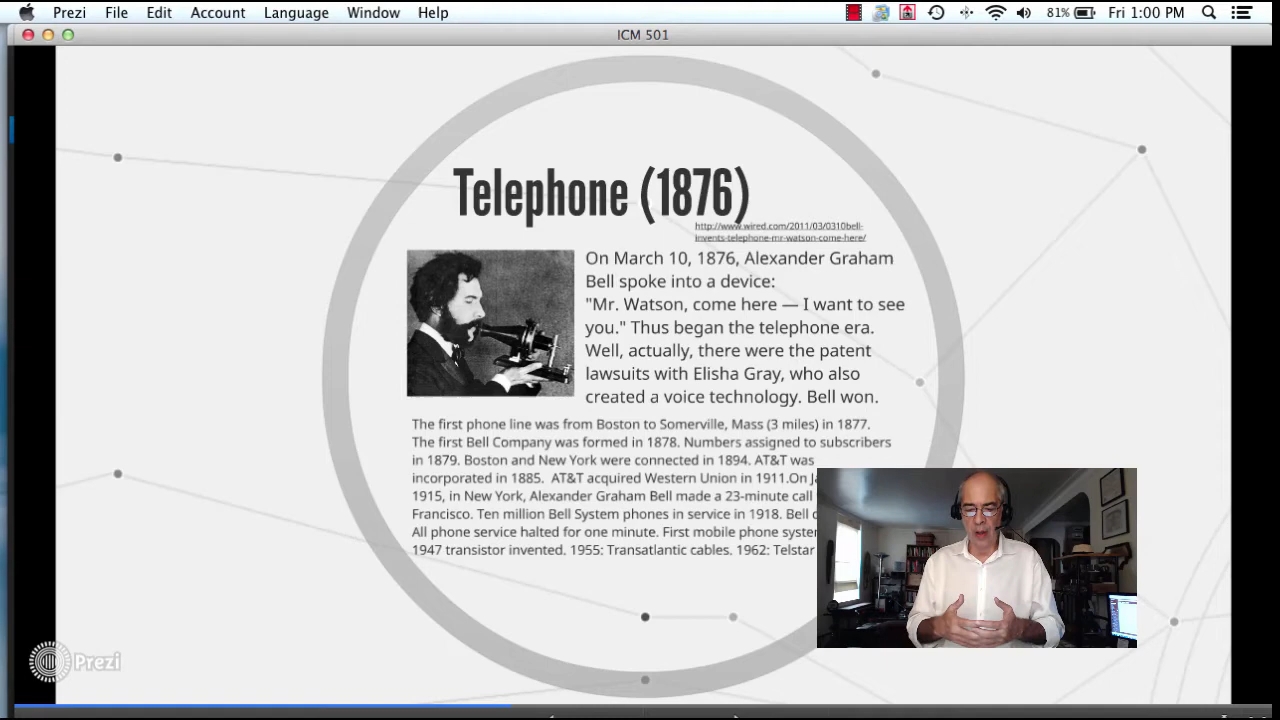 Prezi File Edit Account Language Window Help 81% Fri 1:00 PM
ICM 501
Telephone (1876)
http://www.wired.com/2011/03/0310bell-
invents-telephone-mr-watson-come-here/
On March 10, 1876, Alexander Graham
Bell spoke into a device:
"Mr. Watson, come here — I want to see
you." Thus began the telephone era.
Well, actually, there were the patent
lawsuits with Elisha Gray, who also
created a voice technology. Bell won.
The first phone line was from Boston to Somerville, Mass (3 miles) in 1877.
The first Bell Company was formed in 1878. Numbers assigned to subscribers
in 1879. Boston and New York were connected in 1894. AT&T was
incorporated in 1885. AT&T acquired Western Union in 1911.On
1915, in New York, Alexander Graham Bell made a 23-minute call
Francisco. Ten million Bell System phones in service in 1918. Bell
All phone service halted for one minute. First mobile phone
1947 transistor invented. 1955: Transatlantic cables. 1962: Telstar
Prezi